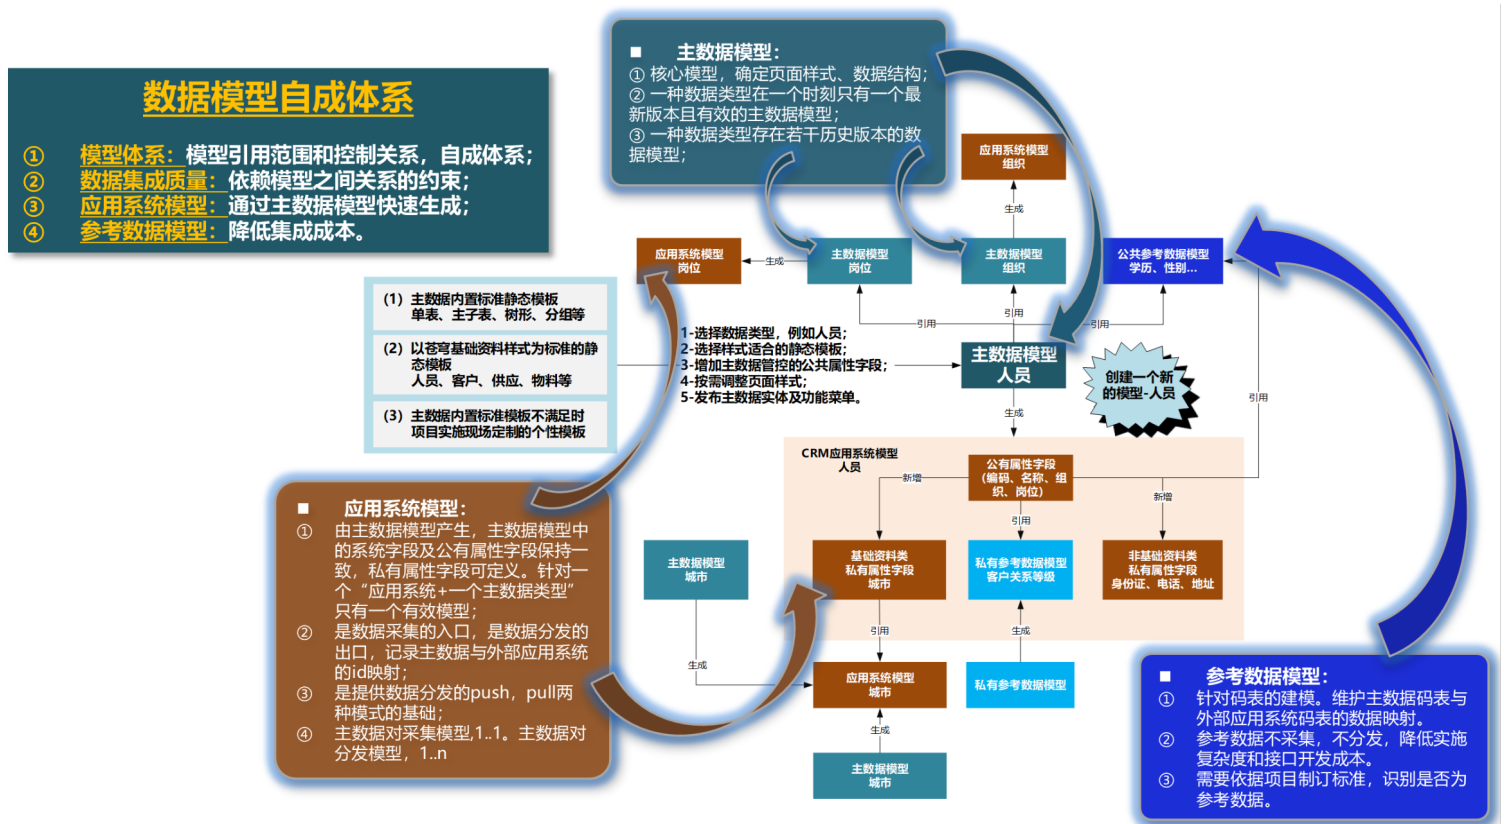 数据模型自成体系
① 模型体系：模型引用范围和控制关系，自成体系；
② 数据集成质量：依赖模型之间关系的约束；
③ 应用系统模型：通过主数据模型快速生成；
④ 参考数据模型：降低集成成本。
■ 主数据模型：
① 核心模型，确定页面样式、数据结构；
② 一种数据类型在一个时刻只有一个最
新版本且有效的主数据模型；
③ 一种数据类型存在若干历史版本的数
据模型；
应用系统模型
组织
生成
应用系统模型
岗位
生成
主数据模型
岗位
主数据模型
组织
公共参考数据模型
学历、性别...
引用
引用
引用
（1）主数据内置标准静态模板
单表、主子表、树形、分组等
（2）以苍穹基础资料样式为标准的静
态模板
人员、客户、供应、物料等
（3）主数据内置标准模板不满足时
项目实施现场定制的个性模板
1-选择数据类型，例如人员；
2-选择样式适合的静态模板；
3-增加主数据管控的公共属性字段；
4-按需调整页面样式；
5-发布主数据实体及功能菜单。
主数据模型
人员
创建一个新
的模型-人员
引用
生成
CRM应用系统模型
人员
公有属性字段
（编码、名称、组
织、岗位）
新增
引用
新增
主数据模型
城市
基础资料类
私有属性字段
城市
私有参考数据模型
客户关系等级
非基础资料类
私有属性字段
身份证、电话、地址
引用
生成
生成
应用系统模型
城市
私有参考数据模型
生成
主数据模型
城市
■ 应用系统模型：
① 由主数据模型产生，主数据模型中
的系统字段及公有属性字段保持一
致，私有属性字段可定义。针对一
个“应用系统+一个主数据类型”
只有一个有效模型；
② 是数据采集的入口，是数据分发的
出口，记录主数据与外部应用系统
的id映射；
③ 是提供数据分发的push，pull两
种模式的基础；
④ 主数据对采集模型,1..1。主数据对
分发模型，1..n
■ 参考数据模型：
① 针对码表的建模。维护主数据码表与
外部应用系统码表的数据映射。
② 参考数据不采集，不分发，降低实施
复杂度和接口开发成本。
③ 需要依据项目制订标准，识别是否为
参考数据。